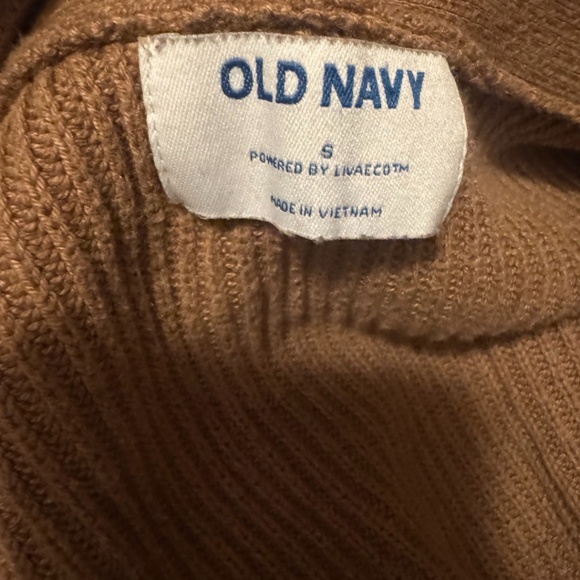 OLD NAVY
S
POWERED BY LIVAECO™
MADE IN VIETNAM